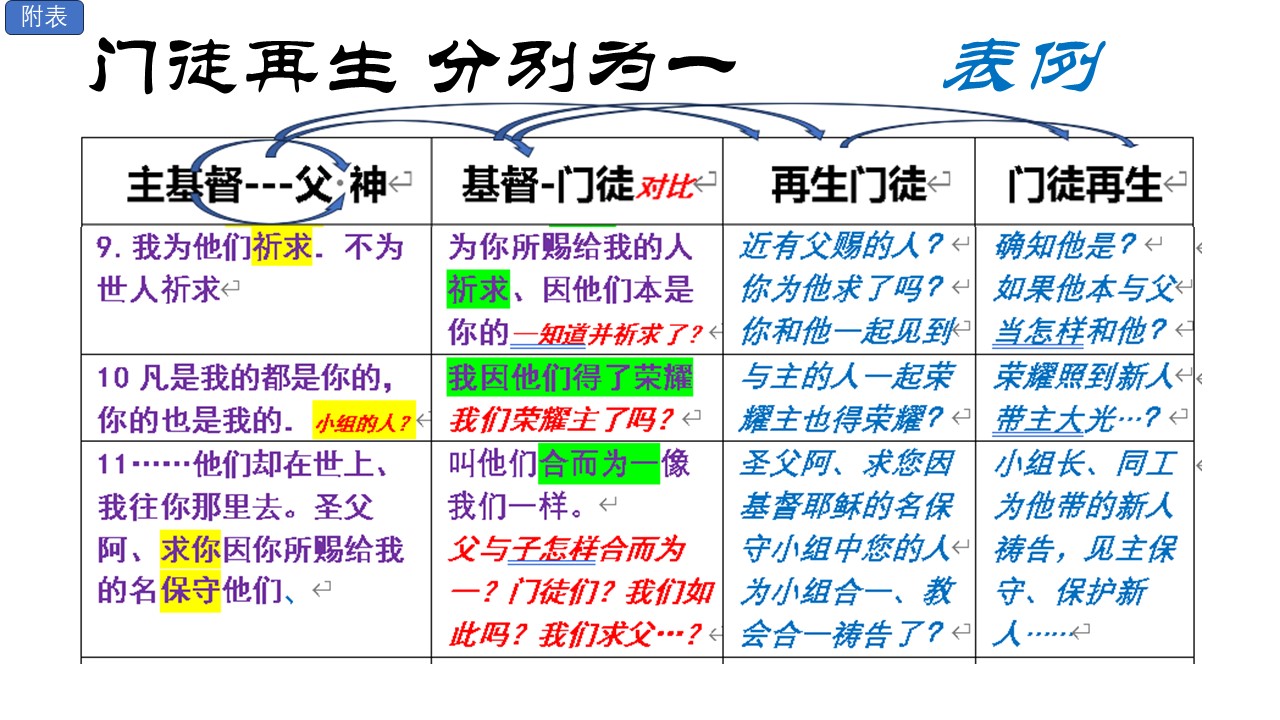 附表
门徒再生 分别为一 表例
主基督---父·神
基督-门徒对比
再生门徒
门徒再生
9. 我为他们祈求．不为
世人祈求
为你所赐给我的人
祈求、因他们本是
你的—知道并祈求了？
近有父赐的人？
你为他求了吗？
你和他一起见到
确知他是？
如果他本与父
当怎样和他？
10 凡是我的都是你的，
你的也是我的．小组的人？
我因他们得了荣耀
我们荣耀主了吗？
与主的人一起荣
耀主也得荣耀？
荣耀照到新人
带主大光…？
11……他们却在世上、
我往你那里去。圣父
阿、求你因你所赐给我
的名保守他们、
叫他们合而为一像
我们一样。
父与子怎样合而为
一？门徒们？我们如
此吗？我们求父…？
圣父阿、求您因
基督耶稣的名保
守小组中您的人
为小组合一、教
会合一祷告了？
小组长、同工
为他带的新人
祷告，见主保
守、保护新
人……